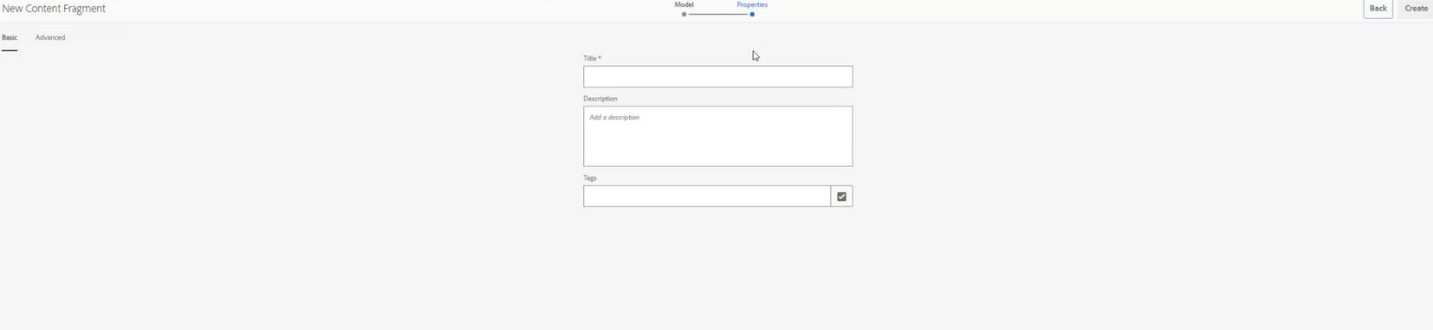 New Content Fragment
Model
Properties
Back
Create
Basic
Advanced
Title *
Description
Add a description
Tags